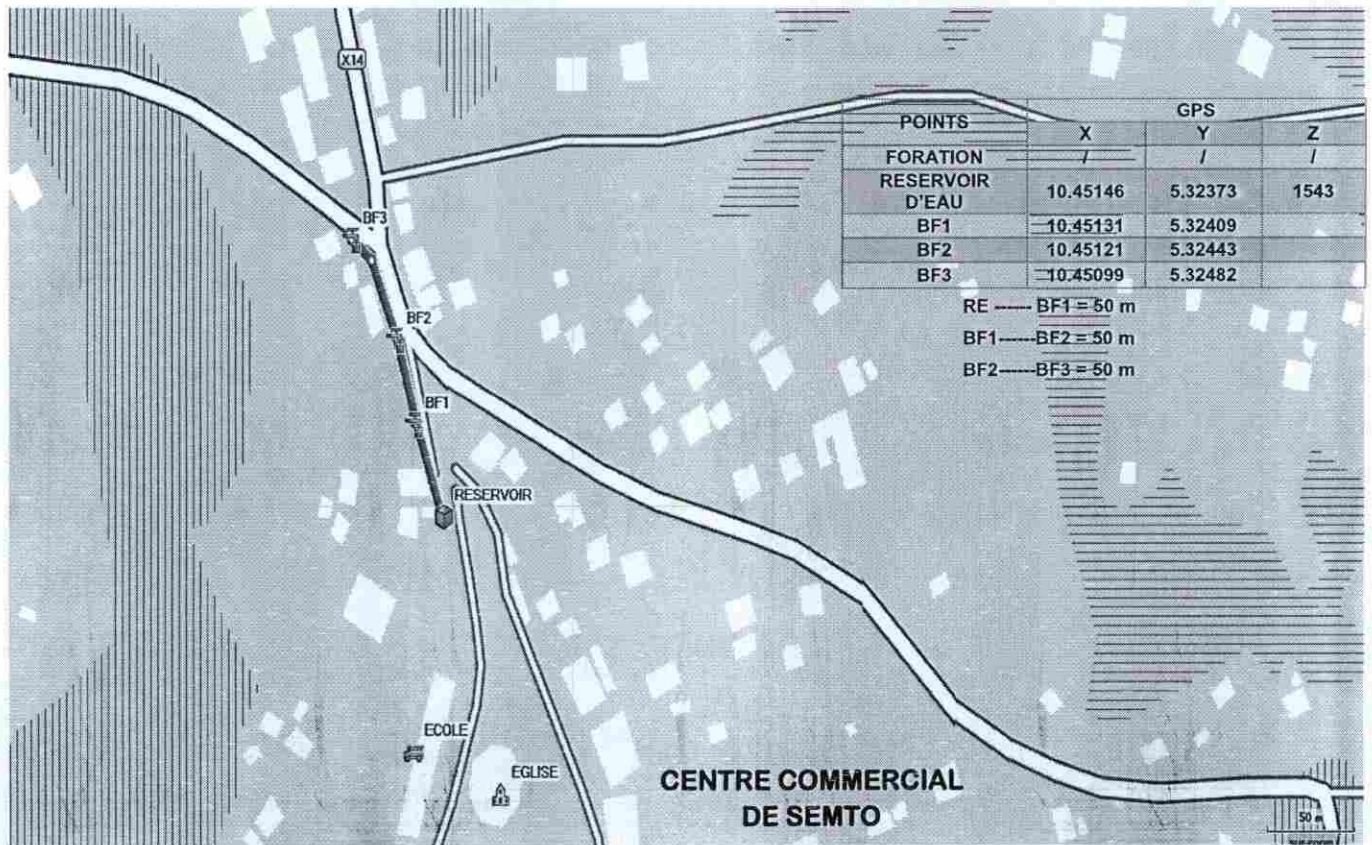 X14
GPS
POINTS X Y Z
FORATION / / /
RESERVOIR
D'EAU 10.45146 5.32373 1543
BF1 10.45131 5.32409
BF2 10.45121 5.32443
BF3 10.45099 5.32482
RE ------ BF1 = 50 m
BF1------BF2 = 50 m
BF2----BF3 = 50 m
BF3
BF2
BF1
RESERVOIR
ECOLE
EGLISE
CENTRE COMMERCIAL
DE SEMTO
50 m